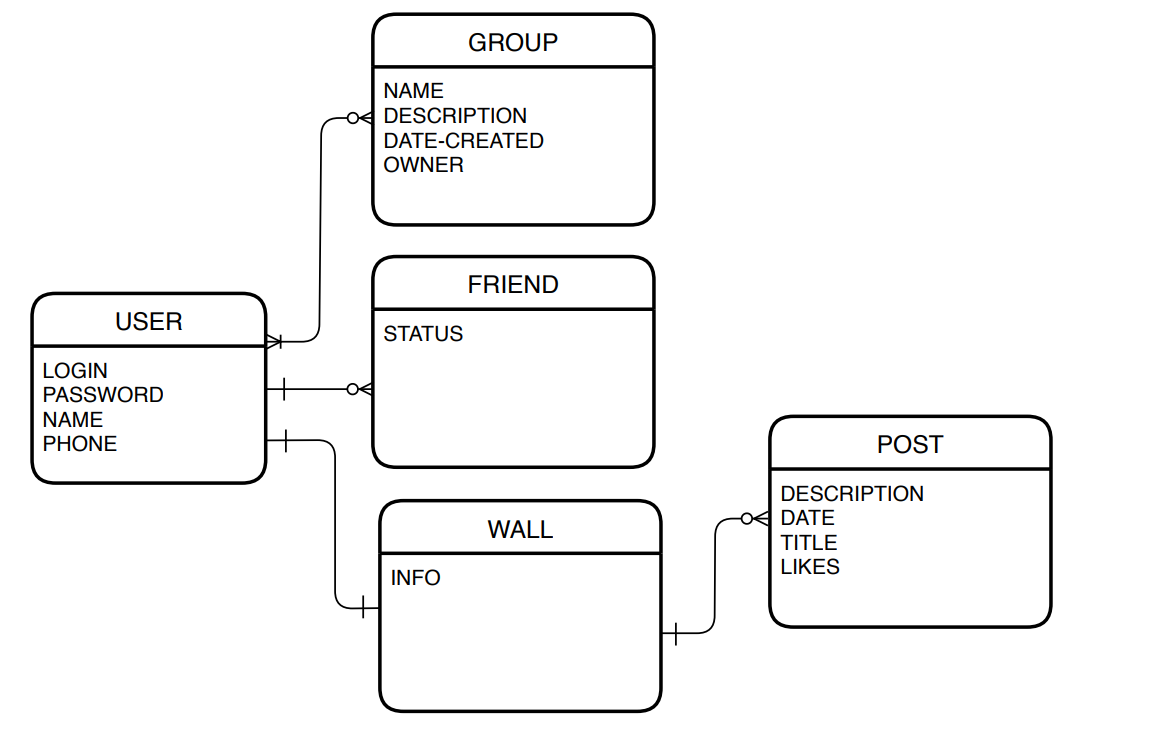 GROUP
NAME
DESCRIPTION
DATE-CREATED
OWNER
FRIEND
STATUS
USER
LOGIN
PASSWORD
NAME
PHONE
WALL
INFO
POST
DESCRIPTION
DATE
TITLE
LIKES